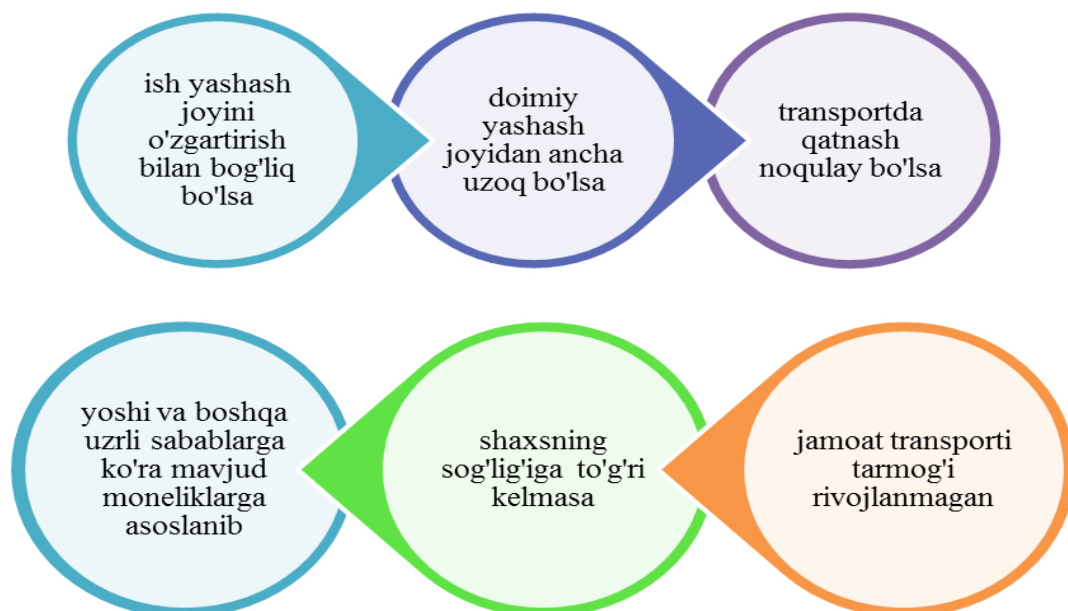 ish yashash
joyini
o'zgartirish
bilan bog'liq
bo'lsa
doimiy
yashash
joyidan ancha
uzoq bo'lsa
transportda
qatnash
noqulay bo'lsa
yoshi va boshqa
uzrli sabablarga
ko'ra mavjud
moneliklarga
asoslanib
shaxsning
sog'lig'iga to'g'ri
kelmasa
jamoat transporti
tarmog'i
rivojlanmagan